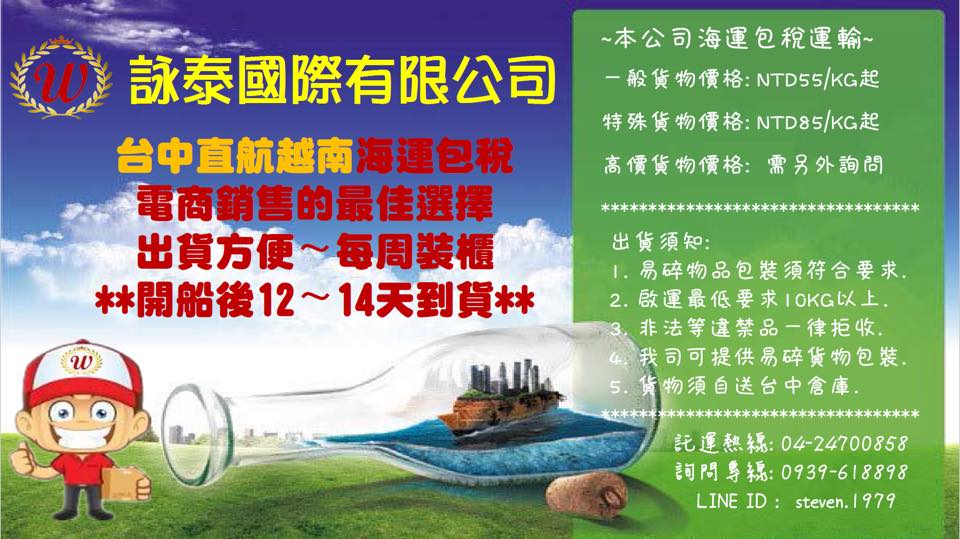 W
詠泰國際有限公司
台中直航越南海運包稅
電商銷售的最佳選擇
出貨方便～每周裝櫃
**開船後12～14天到貨**
W
~本公司海運包稅運輸~
一般貨物價格: NTD55/KG起
特殊貨物價格: NTD85/KG起
高價貨物價格: 需另外詢問
**********************************
出貨須知:
1. 易碎物品包裝須符合要求.
2. 啟運最低要求10KG以上.
3. 非法等違禁品一律拒收.
4. 我司可提供易碎貨物包裝.
5. 貨物須自送台中倉庫.
**********************************
託運熱線: 04-24700858
詢問專線: 0939-618898
LINE ID : steven.1979